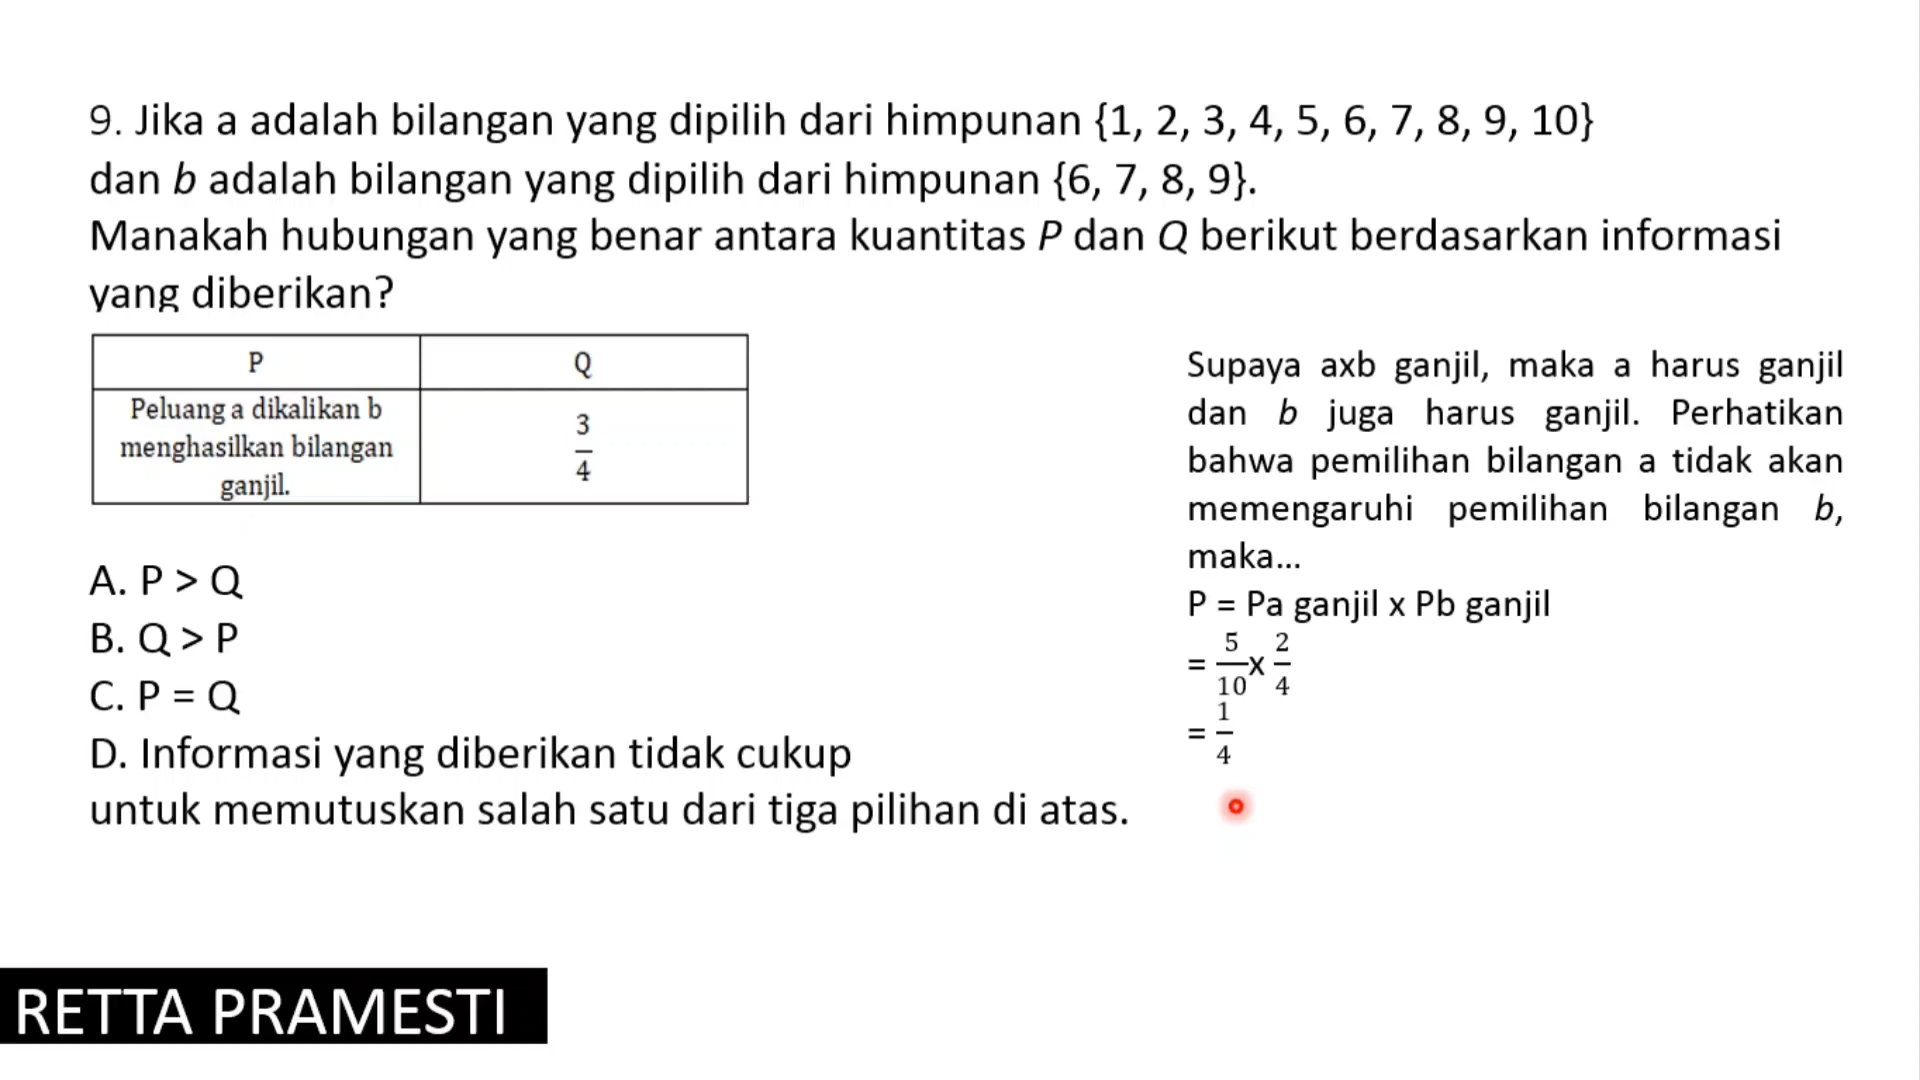 9. Jika a adalah bilangan yang dipilih dari himpunan {1, 2, 3, 4, 5, 6, 7, 8, 9, 10}
dan b adalah bilangan yang dipilih dari himpunan {6, 7, 8, 9}.
Manakah hubungan yang benar antara kuantitas P dan Q berikut berdasarkan informasi
yang diberikan?
P
Q
Peluang a dikalikan b
menghasilkan bilangan
ganjil.
3
4
A. P > Q
B. Q > P
C. P = Q
D. Informasi yang diberikan tidak cukup
untuk memutuskan salah satu dari tiga pilihan di atas.
Supaya axb ganjil, maka a harus ganjil
dan b juga harus ganjil. Perhatikan
bahwa pemilihan bilangan a tidak akan
memengaruhi pemilihan bilangan b,
maka...
P = Pa ganjil x Pb ganjil
= 5/10 x 2/4
= 1/4
RETTA PRAMESTI